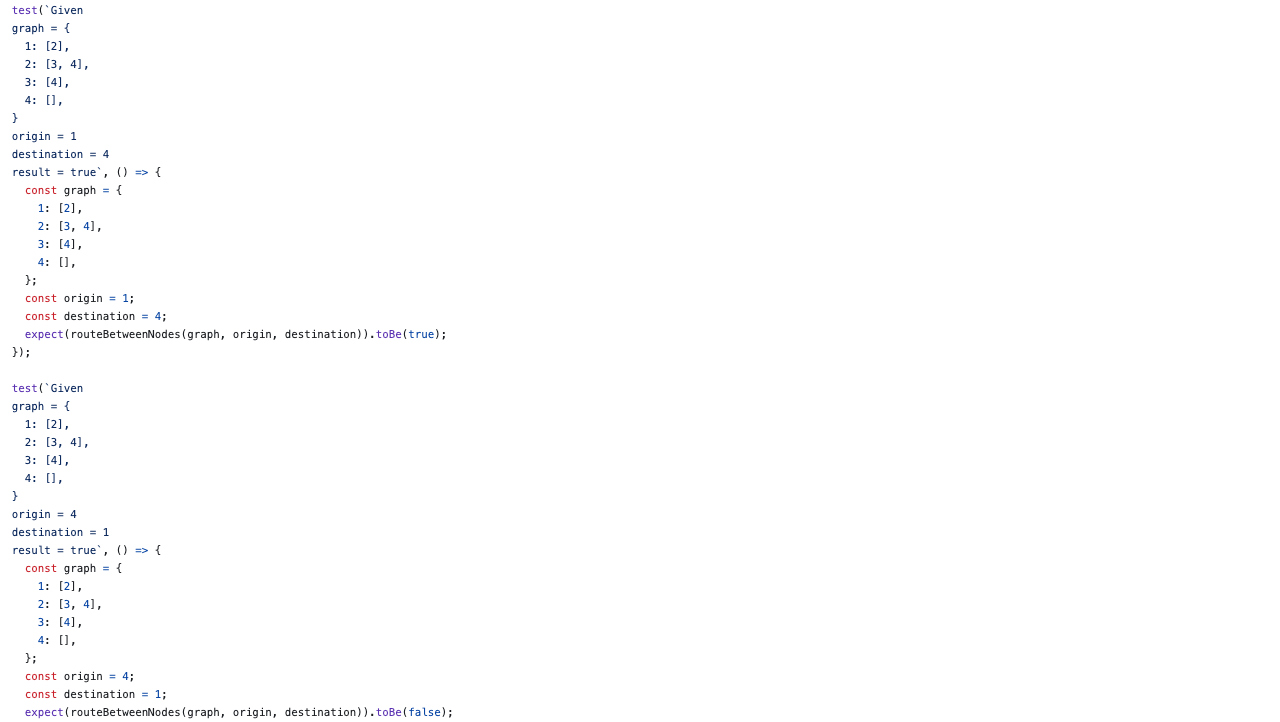 test(`Given
graph = {
  1: [2],
  2: [3, 4],
  3: [4],
  4: [],
}
origin = 1
destination = 4
result = true`, () => {
  const graph = {
    1: [2],
    2: [3, 4],
    3: [4],
    4: [],
  };
  const origin = 1;
  const destination = 4;
  expect(routeBetweenNodes(graph, origin, destination)).toBe(true);
});

test(`Given
graph = {
  1: [2],
  2: [3, 4],
  3: [4],
  4: [],
}
origin = 4
destination = 1
result = true`, () => {
  const graph = {
    1: [2],
    2: [3, 4],
    3: [4],
    4: [],
  };
  const origin = 4;
  const destination = 1;
  expect(routeBetweenNodes(graph, origin, destination)).toBe(false);